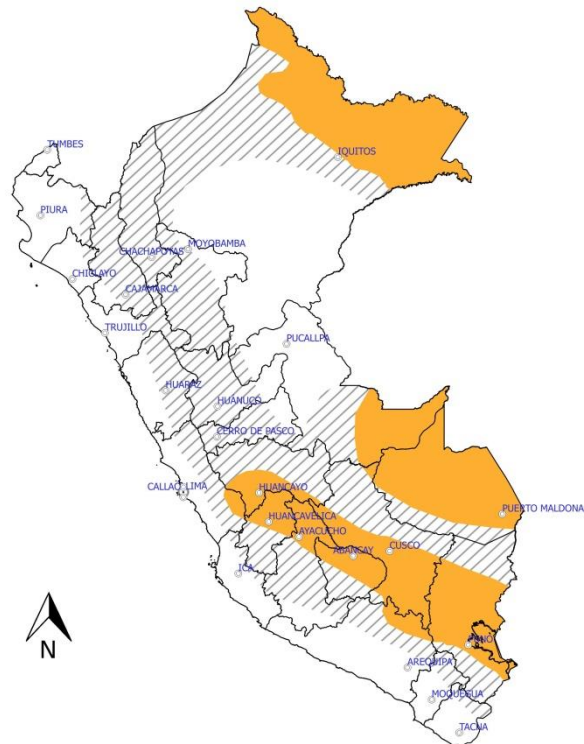 TUMBES
IQUITOS
PIURA
MOYOBAMBA
CHACHAPOYAS
CHICLAYO
CAJAMARCA
TRUJILLO
PUCALLPA
HUARAZ
HUANUCO
CERRO DE PASCO
CALLAO
LIMA
HUANCAYO
PUERTO MALDONA
HUANCAVELICA
AYACUCHO
ABANCAY
CUSCO
ICA
PUNO
AREQUIPA
MOQUEGUA
TACNA
N